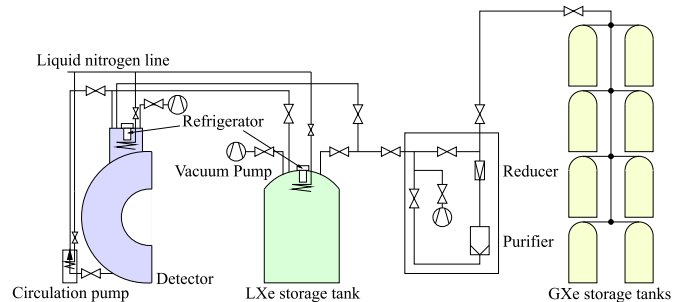 Liquid nitrogen line
Refrigerator
Vacuum Pump
Reducer
Purifier
Circulation pump
Detector
LXe storage tank
GXe storage tanks